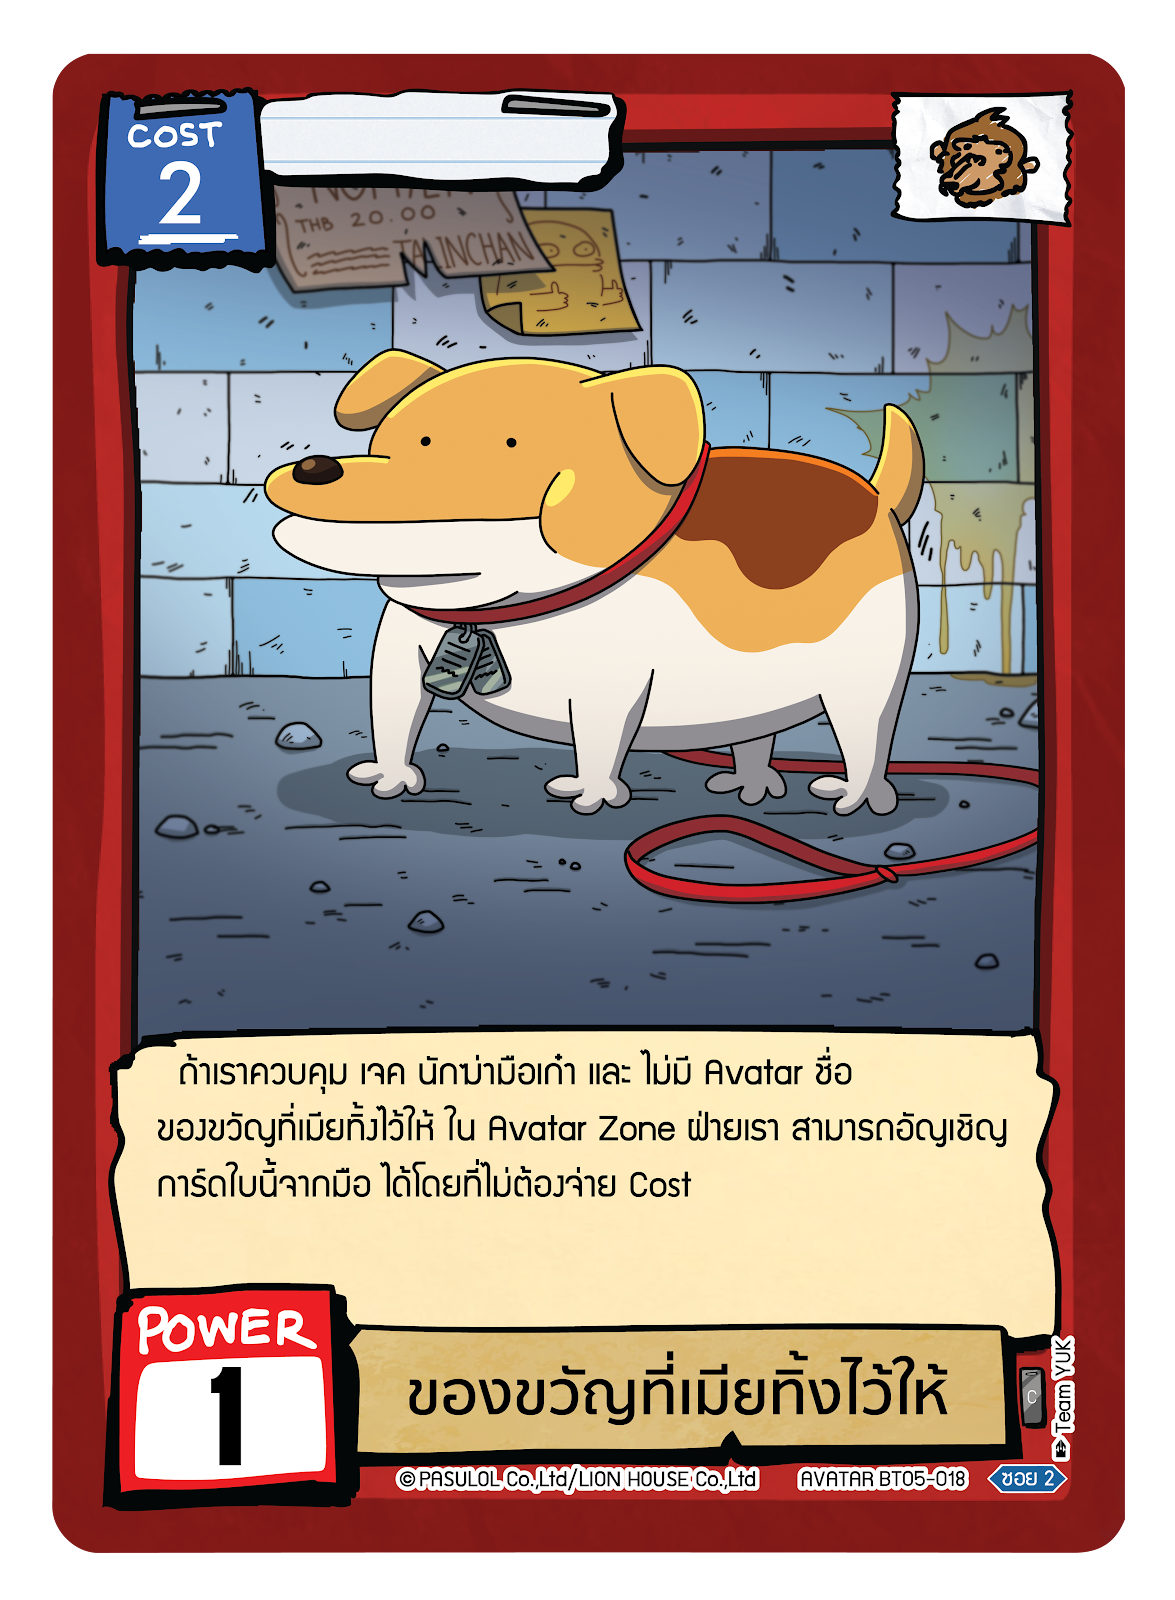 COST
2
THB 20.00
TALINCHAN
ถ้าเราควบคุม เจค นักฆ่ามือเก๋า และ ไม่มี Avatar ชื่อ
ของขวัญที่เมียทิ้งไว้ให้ ใน Avatar Zone ฝ่ายเรา สามารถอัญเชิญ
การ์ดใบนี้จากมือ ได้โดยที่ไม่ต้องจ่าย Cost
POWER
1
ของขวัญที่เมียทิ้งไว้ให้
C
Team YUK
© PASULOL Co.,Ltd/LION HOUSE Co.,Ltd
AVATAR BT05-018
ซอย 2